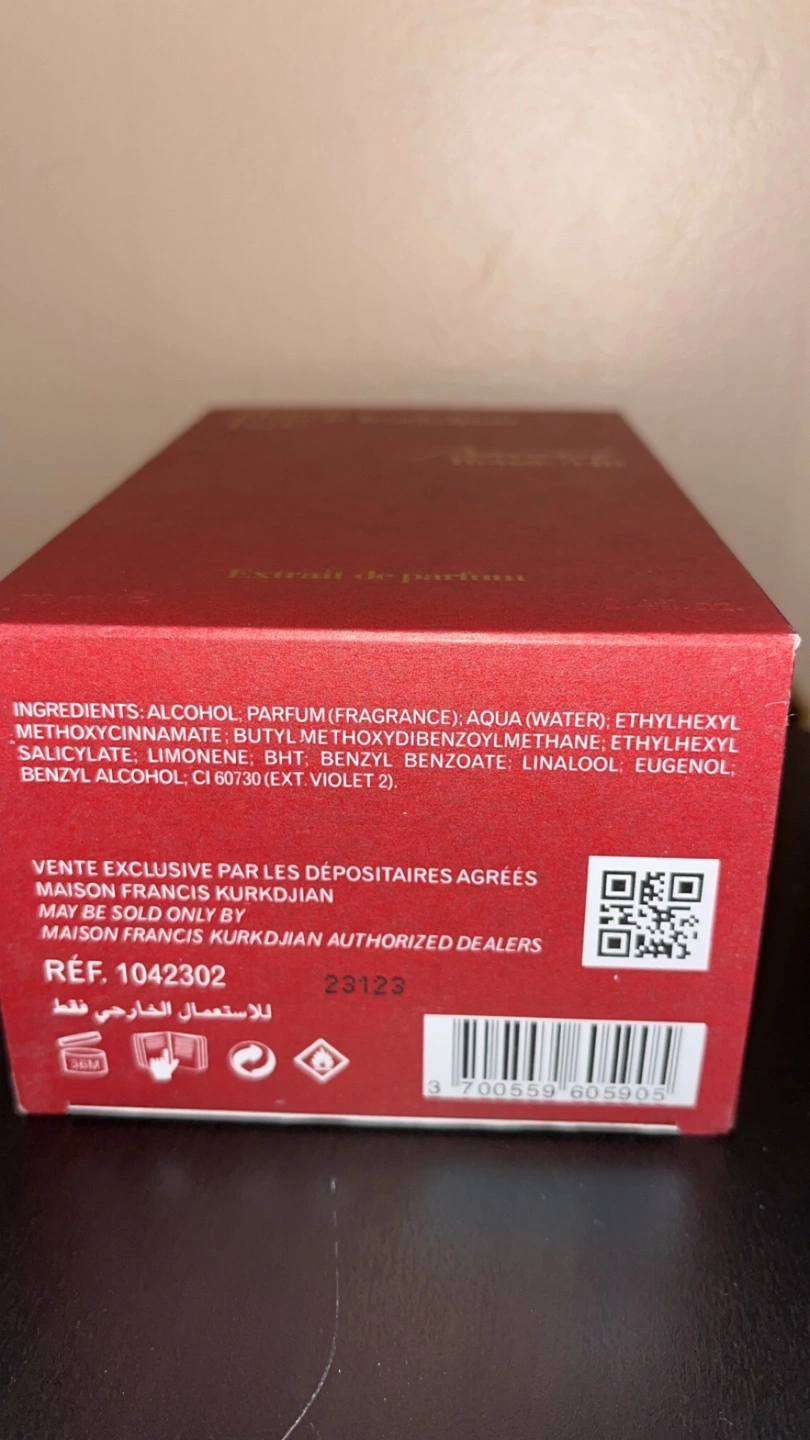 Extrait de parfum
INGREDIENTS: ALCOHOL; PARFUM (FRAGRANCE); AQUA (WATER); ETHYLHEXYL
METHOXYCINNAMATE; BUTYL METHOXYDIBENZOYLMETHANE; ETHYLHEXYL
SALICYLATE; LIMONENE; BHT; BENZYL BENZOATE; LINALOOL; EUGENOL;
BENZYL ALCOHOL; CI 60730 (EXT. VIOLET 2).
VENTE EXCLUSIVE PAR LES DÉPOSITAIRES AGRÉÉS
MAISON FRANCIS KURKDJIAN
MAY BE SOLD ONLY BY
MAISON FRANCIS KURKDJIAN AUTHORIZED DEALERS
RÉF. 1042302
23123
للاستعمال الخارجي فقط
36M
3 700559 605905